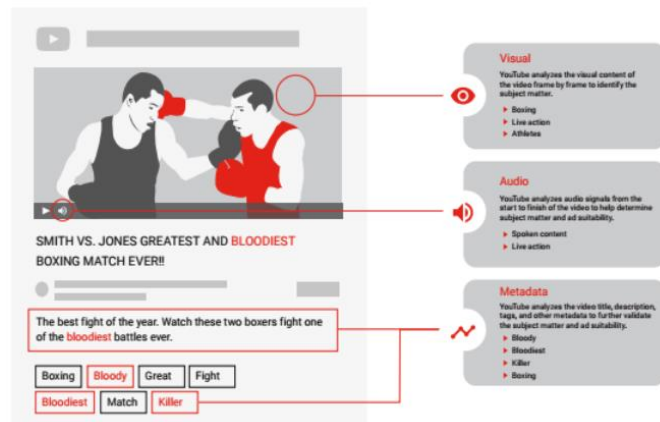 SMITH VS. JONES GREATEST AND BLOODIEST
BOXING MATCH EVER!!
The best fight of the year. Watch these two boxers fight one
of the bloodiest battles ever.
Boxing Bloody Great Fight
Bloodiest Match Killer
Visual
YouTube analyzes the visual content of
the video frame by frame to identify the
subject matter.
Boxing
Live action
Athletes
Audio
YouTube analyzes audio signals from the
start to finish of the video to help determine
subject matter and ad suitability.
Spoken content
Live action
Metadata
YouTube analyzes the video title, description,
tags, and other metadata to further validate
the subject matter and ad suitability.
Bloody
Bloodiest
Killer
Boxing